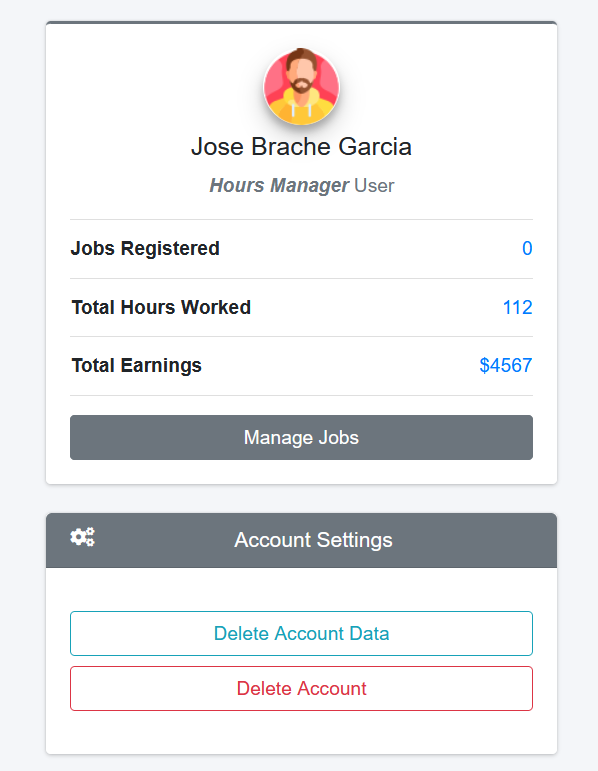 Jose Brache Garcia
Hours Manager User
Jobs Registered 0
Total Hours Worked 112
Total Earnings $4567
Manage Jobs
Account Settings
Delete Account Data
Delete Account